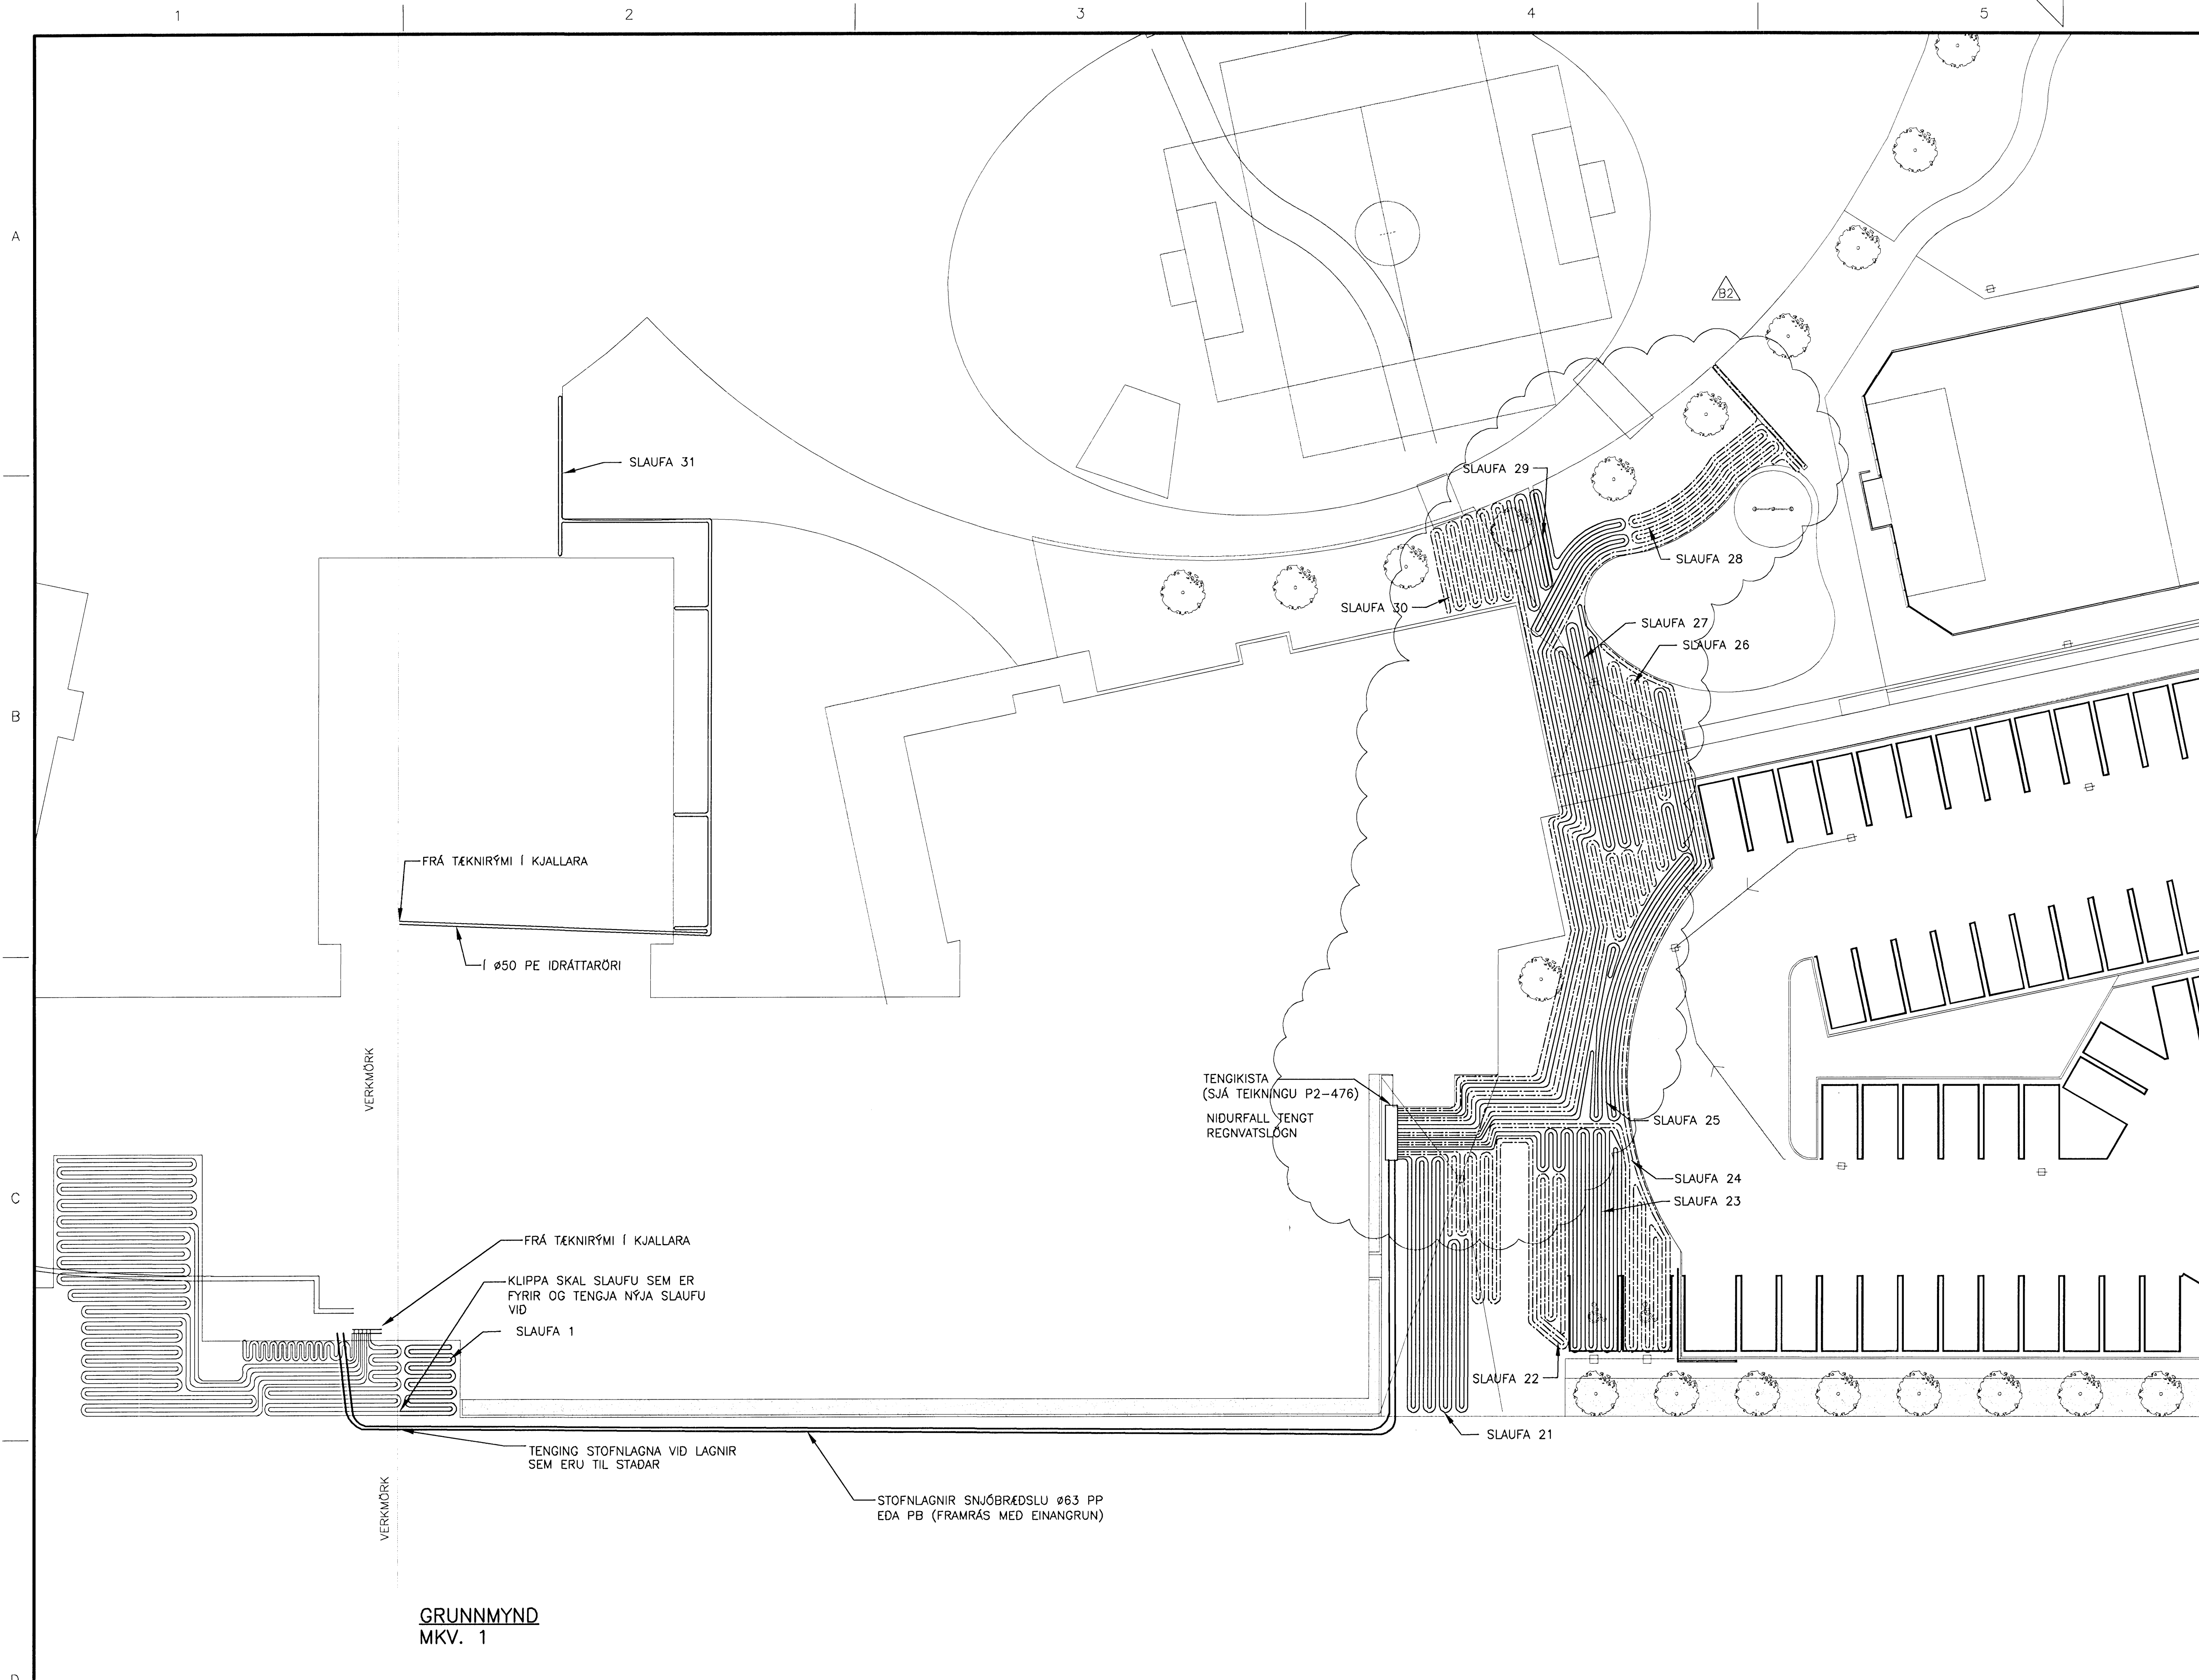 1
2
3
4
5
A
B2
SLAUFA 31
SLAUFA 29
SLAUFA 28
SLAUFA 30
SLAUFA 27
SLAUFA 26
B
FRÁ TÆKNIRÝMI Í KJALLARA
Í ø50 PE IDRÁTTARÖRI
VERKMÖRK
TENGIKISTA
(SJÁ TEIKNINGU P2-476)
NIÐURFALL TENGT
REGNVATSLÖGN
SLAUFA 25
SLAUFA 24
SLAUFA 23
C
FRÁ TÆKNIRÝMI Í KJALLARA
KLIPPA SKAL SLAUFU SEM ER
FYRIR OG TENGJA NÝJA SLAUFU
VIÐ
SLAUFA 1
SLAUFA 22
SLAUFA 21
TENGING STOFNLAGNA VIÐ LAGNIR
SEM ERU TIL STAÐAR
VERKMÖRK
STOFNLAGNIR SNJÓBRÆÐSLU ø63 PP
EÐA PB (FRAMRÁS MEÐ EINANGRUN)
GRUNNMYND
MKV. 1
D